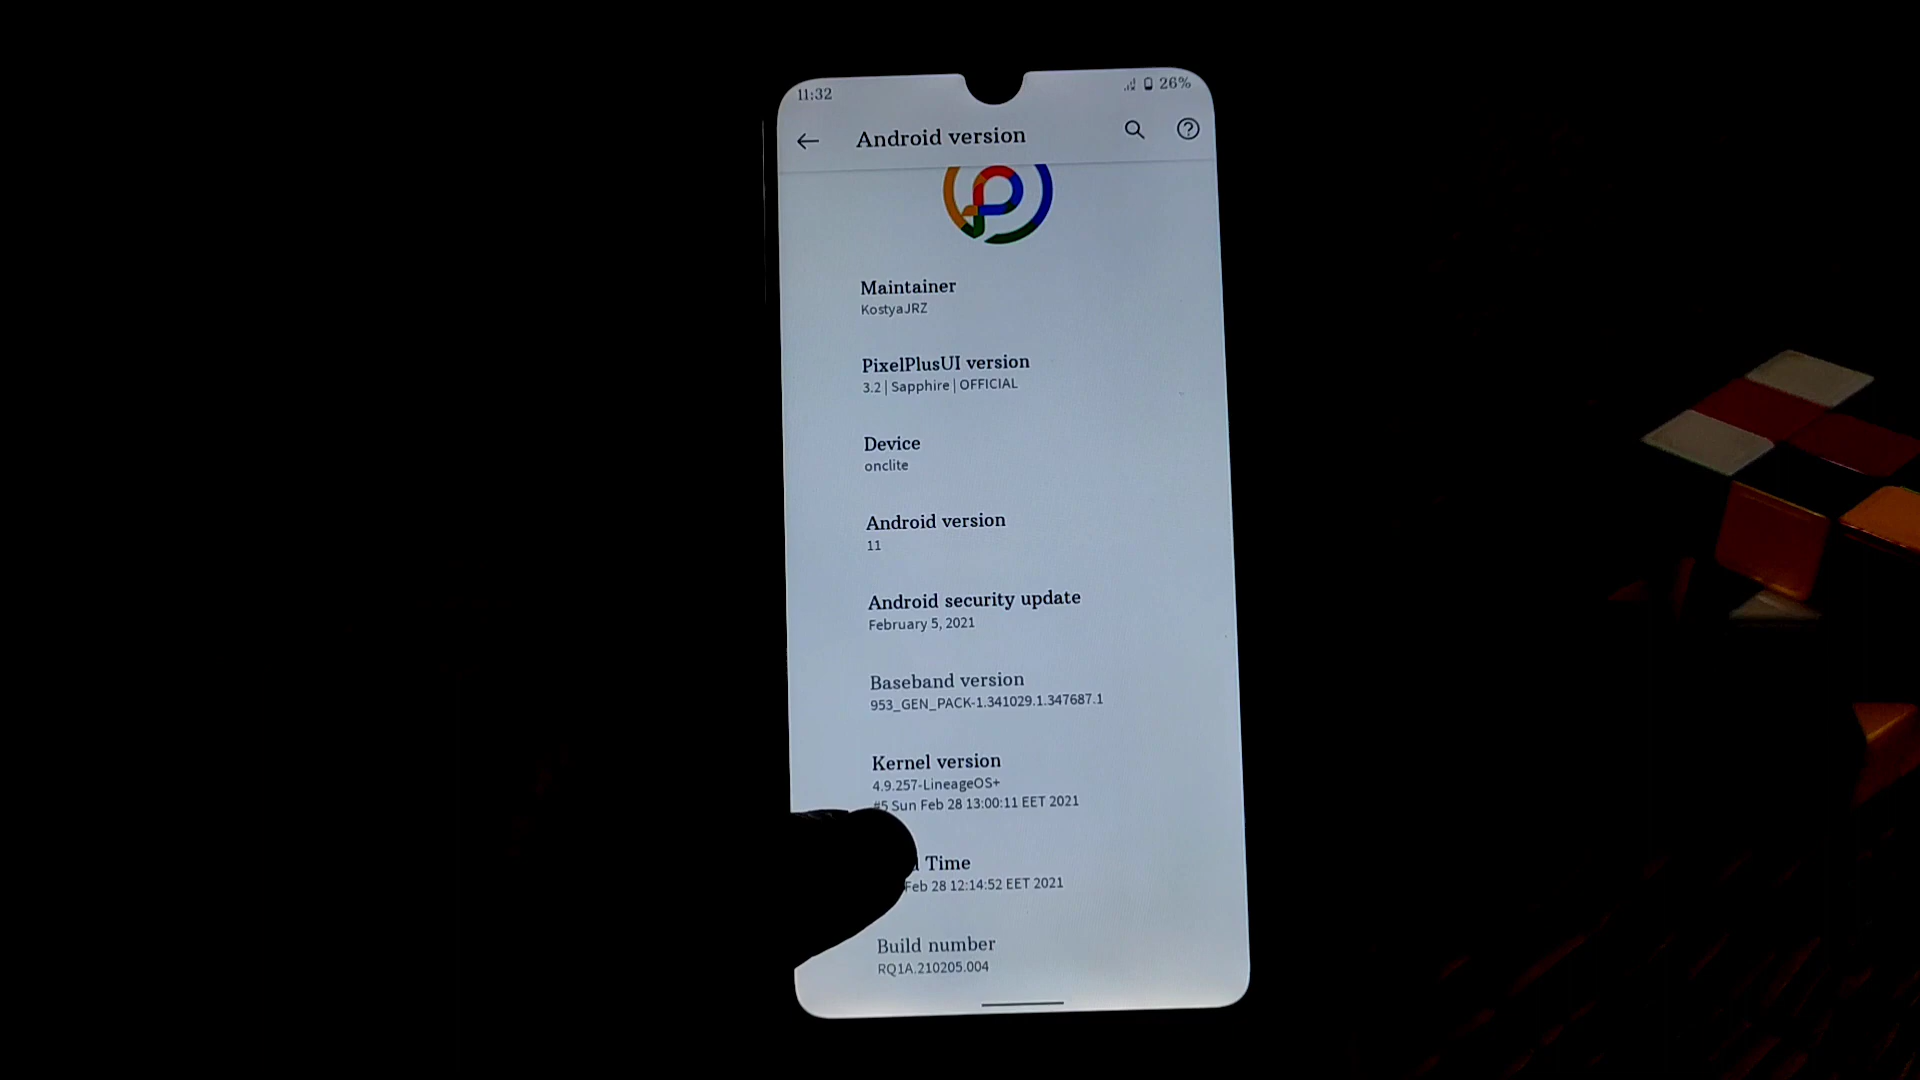 11:32
26%
Android version
Maintainer
KostyaJRZ
PixelPlusUI version
3.2 | Sapphire | OFFICIAL
Device
onclite
Android version
11
Android security update
February 5, 2021
Baseband version
953_GEN_PACK-1.341029.1.347687.1
Kernel version
4.9.257-LineageOS+
#5 Sun Feb 28 13:00:11 EET 2021
Time
Feb 28 12:14:52 EET 2021
Build number
RQ1A.210205.004